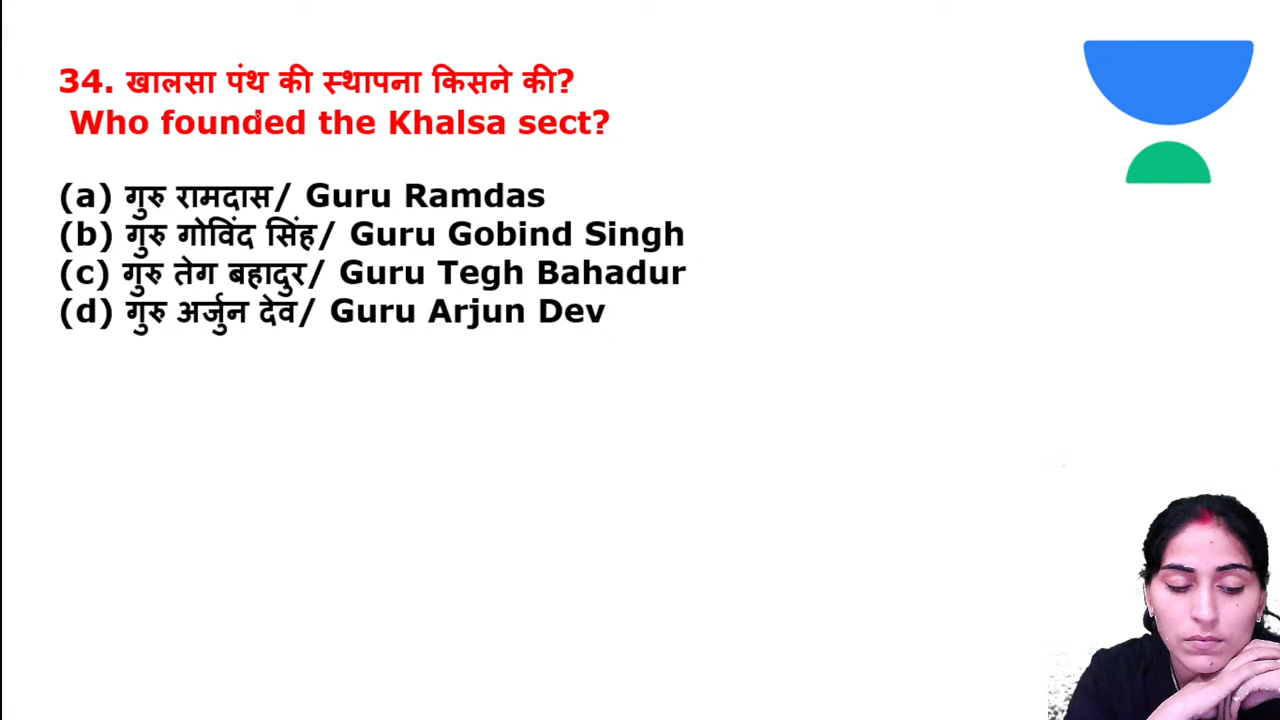 34. खालसा पंथ की स्थापना किसने की?
Who founded the Khalsa sect?
(a) गुरु रामदास/ Guru Ramdas
(b) गुरु गोविंद सिंह/ Guru Gobind Singh
(c) गुरु तेग बहादुर/ Guru Tegh Bahadur
(d) गुरु अर्जुन देव/ Guru Arjun Dev